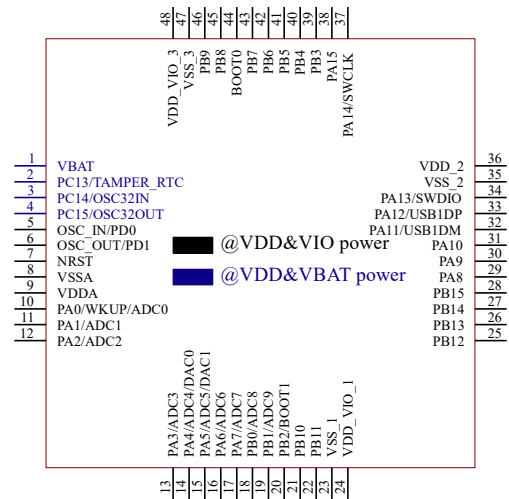 48
47
46
45
44
43
42
41
40
39
38
37
VDD_VIO_3
VSS_3
PB9
PB8
BOOT0
PB7
PB6
PB5
PB4
PB3
PA15
PA14/SWCLK
1 VBAT
2 PC13/TAMPER_RTC
3 PC14/OSC32IN
4 PC15/OSC32OUT
5 OSC_IN/PD0
6 OSC_OUT/PD1
7 NRST
8 VSSA
9 VDDA
10 PA0/WKUP/ADC0
11 PA1/ADC1
12 PA2/ADC2
@VDD&VIO power
@VDD&VBAT power
VDD_2 36
VSS_2 35
PA13/SWDIO 34
PA12/USB1DP 33
PA11/USB1DM 32
PA10 31
PA9 30
PA8 29
PB15 28
PB14 27
PB13 26
PB12 25
PA3/ADC3
PA4/ADC4/DAC0
PA5/ADC5/DAC1
PA6/ADC6
PA7/ADC7
PB0/ADC8
PB1/ADC9
PB2/BOOT1
PB10
PB11
VSS_1
VDD_VIO_1
13
14
15
16
17
18
19
20
21
22
23
24